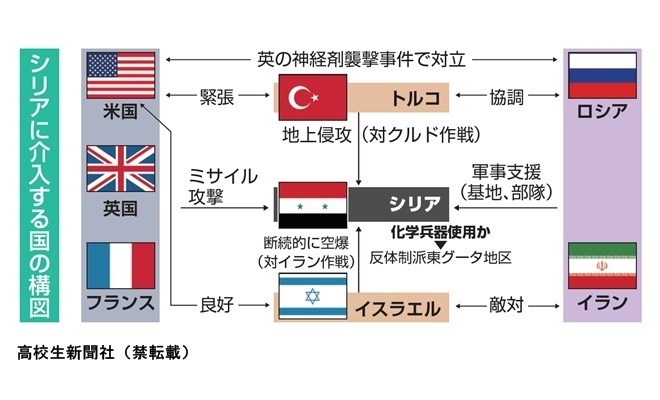 シリアに介入する国の構図
英の神経剤襲撃事件で対立
米国
緊張
トルコ
協調
ロシア
地上侵攻(対クルド作戦)
英国
ミサイル
攻撃
シリア
軍事支援
(基地、部隊)
化学兵器使用か
反体制派東グータ地区
断続的に空爆
(対イラン作戦)
フランス
良好
イスラエル
敵対
イラン
高校生新聞社(禁転載)